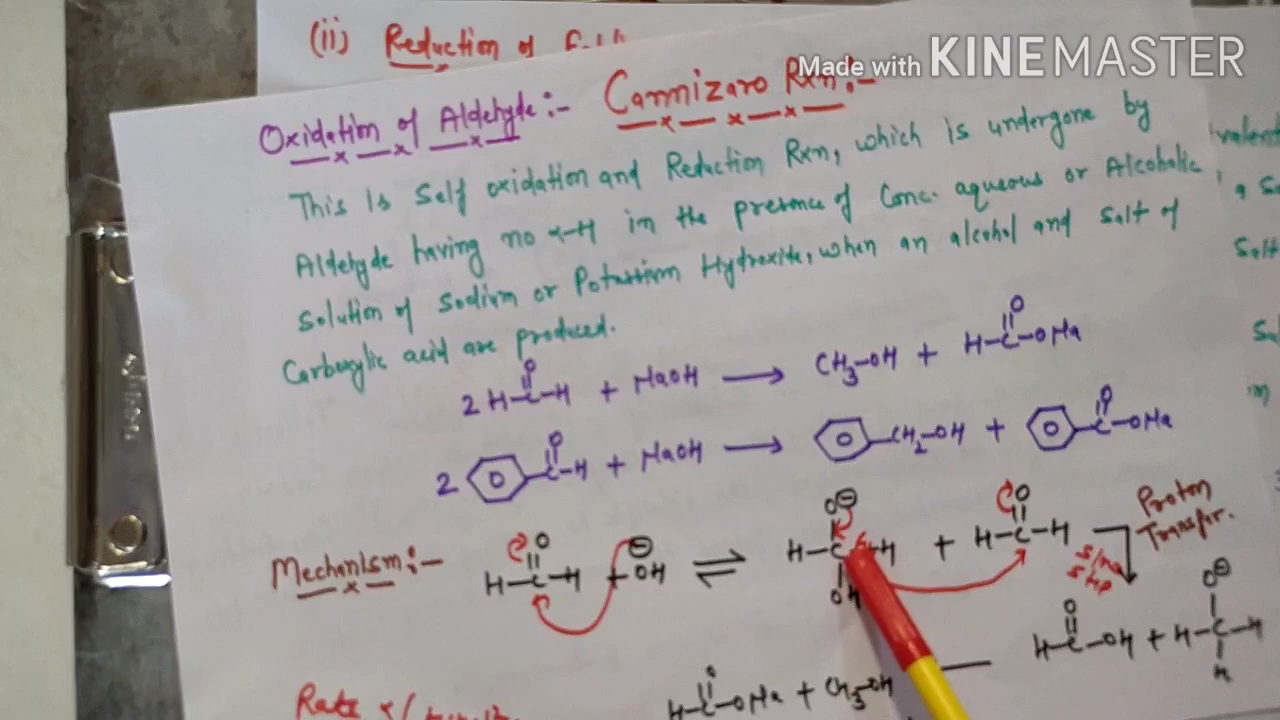 (ii) Reduction of
Made with KINEMASTER
Oxidation of Aldehyde:- Cannizaro Rxn:-
This is Self oxidation and Reduction Rxn, which is undergone by
Aldehyde having no α-H in the presence of Conc. aqueous or Alcoholic
solution of Sodium or Potassium Hydroxite, when an alcohol and salt of
Carboxylic acid are produced.
2 H-C(=O)-H + NaOH → CH3-OH + H-C(=O)-ONa
2 C(=O)-H + NaOH → CH2-OH + C(=O)-ONa
Mechanism:- H-C(=O)-H + ⊖OH ⇌ H-C(O⊖)(OH)-H + H-C(=O)-H Proton
Transfer.
H-C(=O)-OH + H-C(O⊖)(H)-H
H-C(=O)-ONa + CH3-OH
Rate